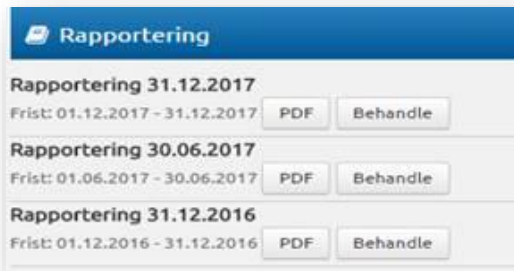 Rapportering
Rapportering 31.12.2017
Frist: 01.12.2017 - 31.12.2017 PDF Behandle
Rapportering 30.06.2017
Frist: 01.06.2017 - 30.06.2017 PDF Behandle
Rapportering 31.12.2016
Frist: 01.12.2016 - 31.12.2016 PDF Behandle